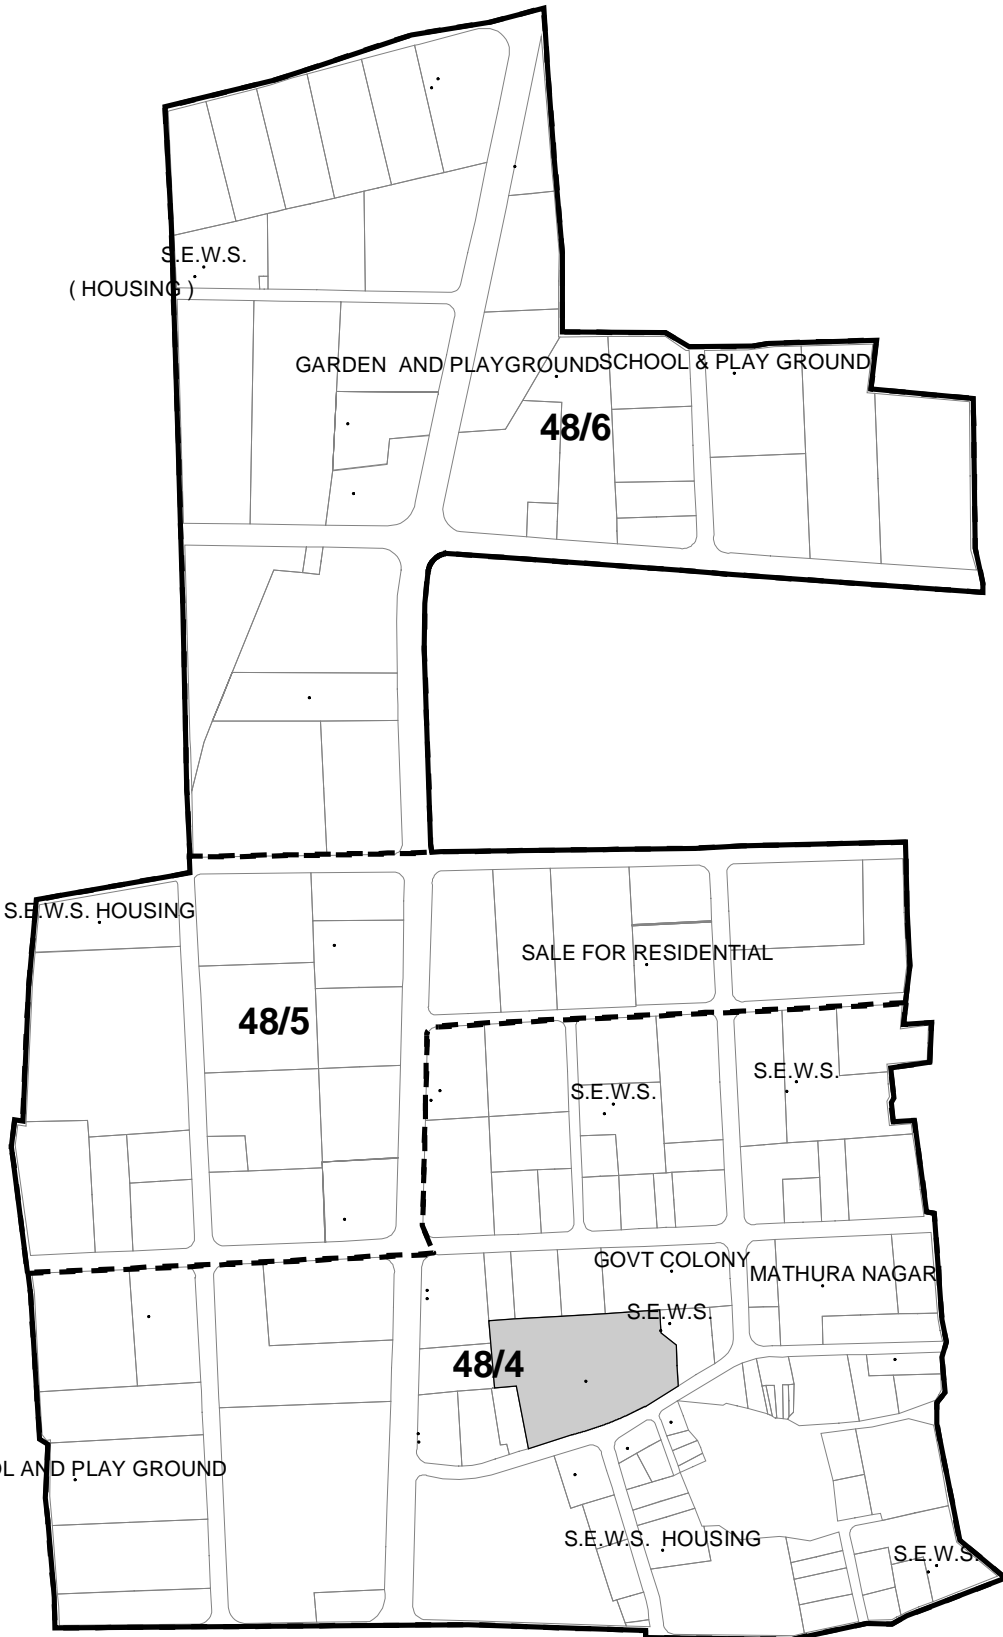 S.E.W.S.
( HOUSING )
GARDEN AND PLAYGROUND
SCHOOL & PLAY GROUND
48/6
S.E.W.S. HOUSING
SALE FOR RESIDENTIAL
48/5
S.E.W.S.
S.E.W.S.
GOVT COLONY
MATHURA NAGAR
S.E.W.S.
48/4
OL AND PLAY GROUND
S.E.W.S. HOUSING
S.E.W.S.